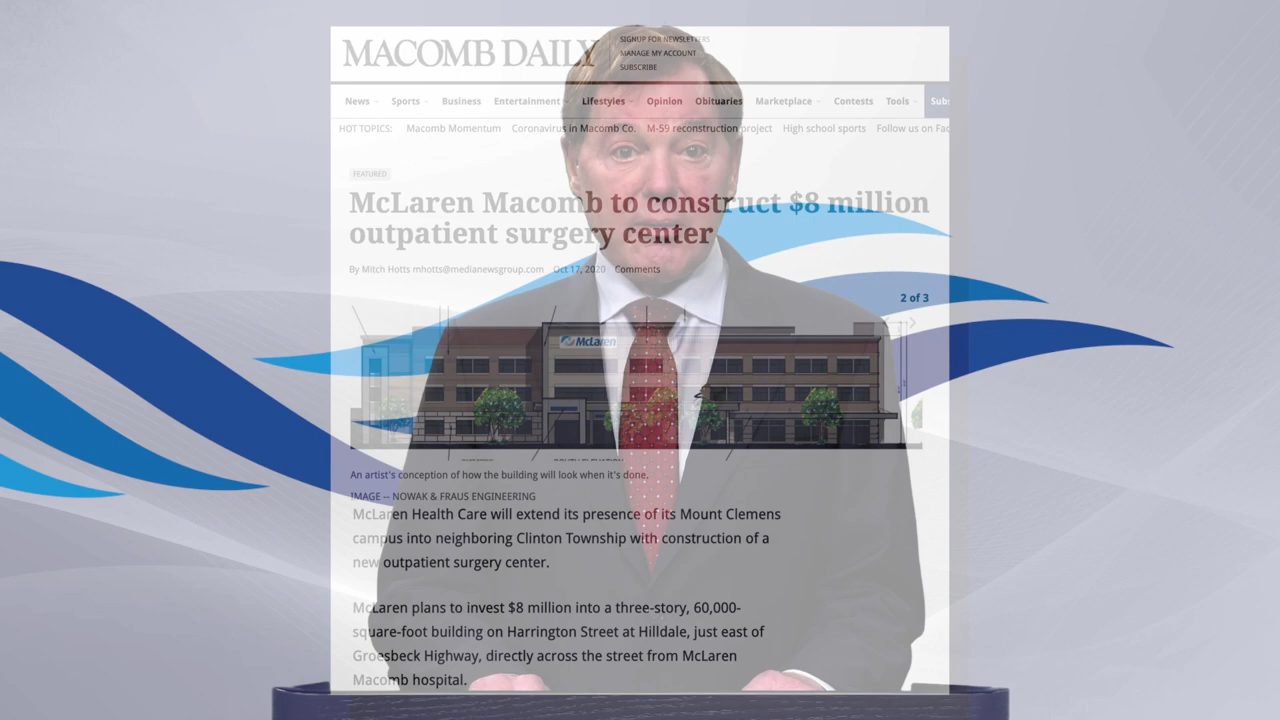 MACOMB DAILY
SIGNUP FOR NEWSLETTERS
MANAGE MY ACCOUNT
SUBSCRIBE
News Sports Business Entertainment Lifestyles Opinion Obituaries Marketplace Contests Tools Subs
HOT TOPICS: Macomb Momentum Coronavirus in Macomb Co. M-59 reconstruction project High school sports Follow us on Fac
FEATURED
McLaren Macomb to construct $8 million
outpatient surgery center
By Mitch Hotts mhotts@medianewsgroup.com Oct 17, 2020 Comments
2 of 3
McLaren
An artist's conception of how the building will look when it's done.
IMAGE -- NOWAK & FRAUS ENGINEERING
McLaren Health Care will extend its presence of its Mount Clemens
campus into neighboring Clinton Township with construction of a
new outpatient surgery center.
McLaren plans to invest $8 million into a three-story, 60,000-
square-foot building on Harrington Street at Hilldale, just east of
Groesbeck Highway, directly across the street from McLaren
Macomb hospital.